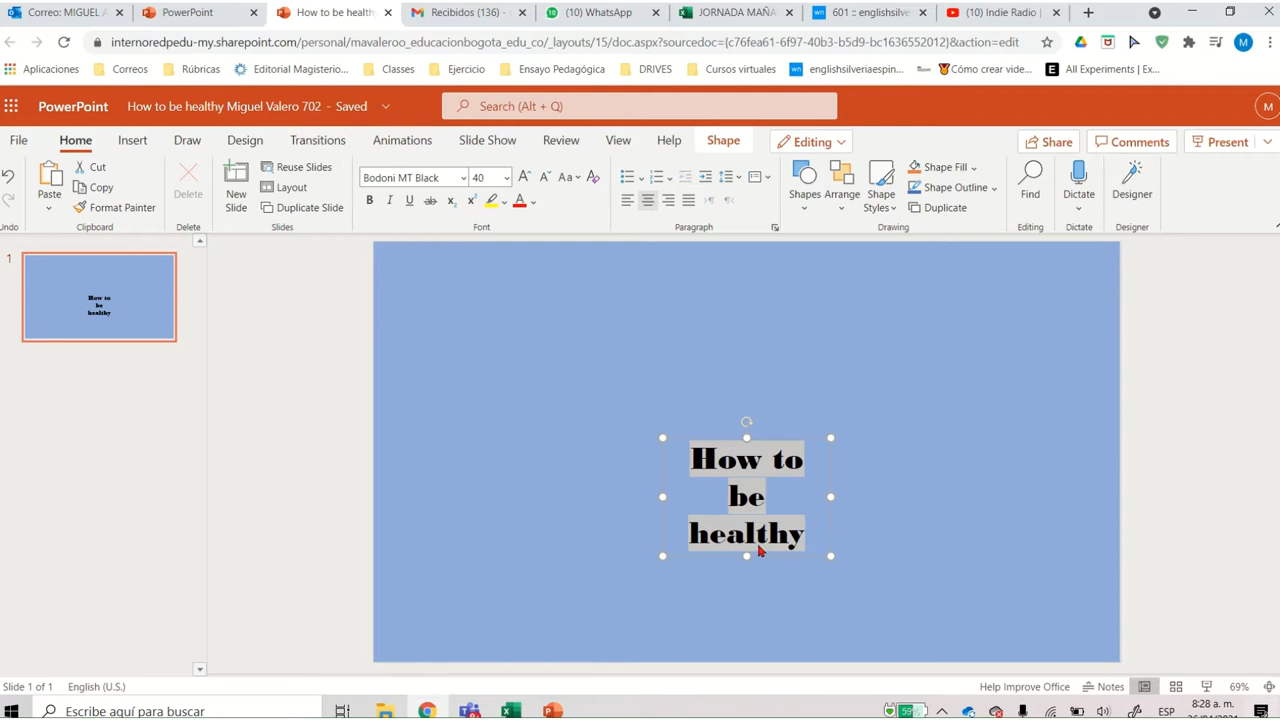 Correo: MIGUEL A
PowerPoint
How to be healthy
Recibidos (136) -
(10) WhatsApp
JORNADA MAÑA
601 :: englishsilver
(10) Indie Radio |
internoredpedu-my.sharepoint.com/personal/mavaleroc_educacionbogota_edu_co/_layouts/15/doc.aspx?sourcedoc={c76fea61-6f97-40b3-b5d9-bc1636552012}&action=edit
M
Aplicaciones
Correos
Rúbricas
Editorial Magisterio...
Classes
Ejercicio
Ensayo Pedagógica
DRIVES
Cursos virtuales
englishsilveriaespin...
Cómo crear vide...
All Experiments | Ex...
PowerPoint
How to be healthy Miguel Valero 702 - Saved
Search (Alt + Q)
M
File
Home
Insert
Draw
Design
Transitions
Animations
Slide Show
Review
View
Help
Shape
Editing
Share
Comments
Present
Cut
Copy
Format Painter
Paste
Delete
New
Slide
Reuse Slides
Layout
Duplicate Slide
Bodoni MT Black
40
Shapes
Arrange
Shape
Styles
Shape Fill
Shape Outline
Duplicate
Find
Dictate
Designer
Undo
Clipboard
Delete
Slides
Font
Paragraph
Drawing
Editing
Dictate
Designer
1
How to
be
healthy
How to
be
healthy
Slide 1 of 1
English (U.S.)
Help Improve Office
Notes
69%
Escribe aquí para buscar
59%
ESP
8:28 a. m.